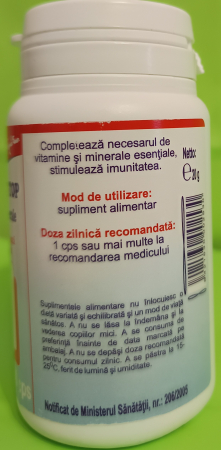 Completează necesarul de
vitamine și minerale esențiale,
stimulează imunitatea.
Mod de utilizare:
supliment alimentar
Doza zilnică recomandată:
1 cps sau mai multe la
recomandarea medicului
Netto:
℮ 20 g
Suplimentele alimentare nu înlocuiesc o
dietă variată și echilibrată și un mod de viață
sănătos. A nu se lăsa la îndemâna și la
vederea copiilor mici. A se consuma de
preferință înainte de data marcată pe
ambalaj. A nu se depăși doza recomandată
pentru consumul zilnic. A se păstra la 15-
25°C, ferit de lumină și umiditate.
Notificat de Ministerul Sănătății, nr.: 206/2005